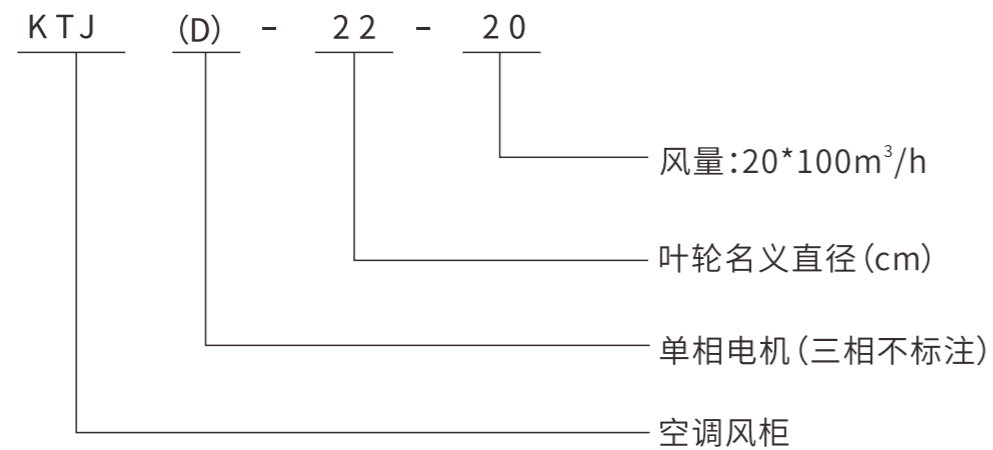 KTJ (D) - 22 - 20
风量:20*100m³/h
叶轮名义直径(cm)
单相电机(三相不标注)
空调风柜